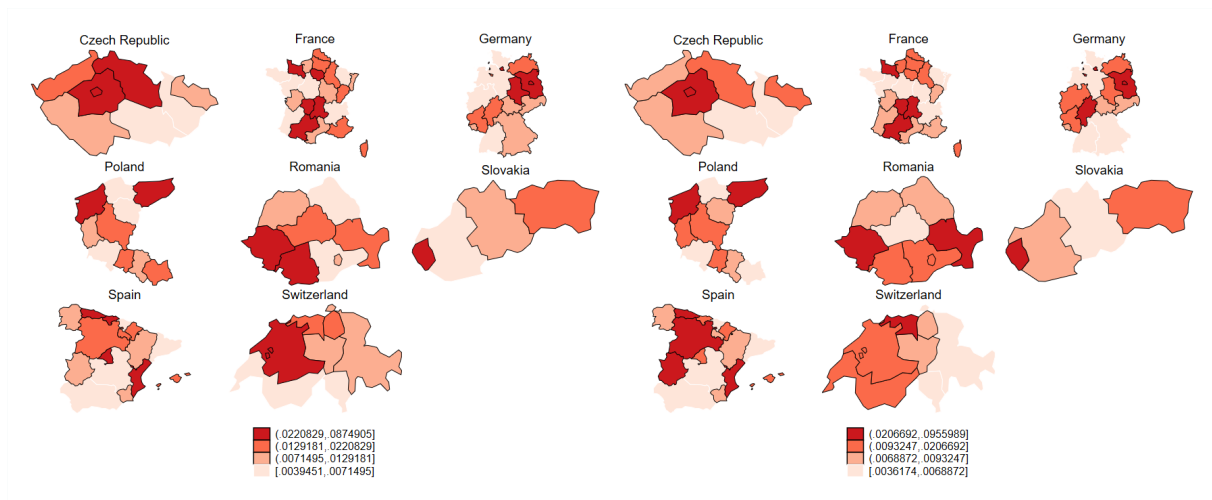 Czech Republic France Germany
Poland Romania Slovakia
Spain Switzerland
(.0220829,.0874905]
(.0129181,.0220829]
(.0071495,.0129181]
[.0039451,.0071495]
Czech Republic France Germany
Poland Romania Slovakia
Spain Switzerland
(.0206692,.0955989]
(.0093247,.0206692]
(.0068872,.0093247]
[.0036174,.0068872]